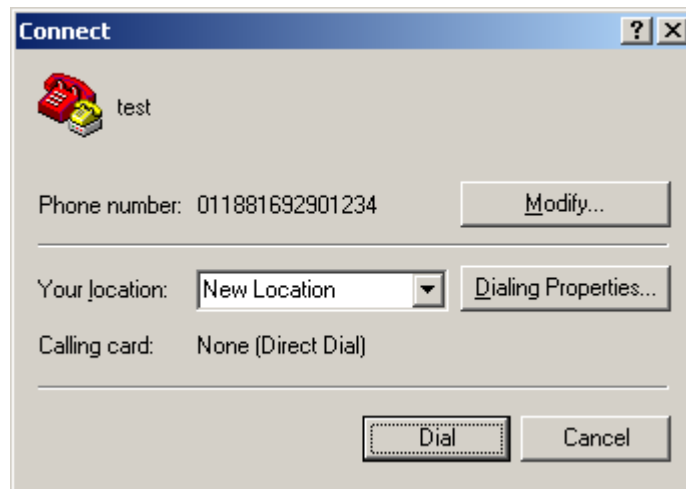 Connect
test
Phone number: 011881692901234 Modify...
Your location: New Location Dialing Properties...
Calling card: None (Direct Dial)
Dial Cancel